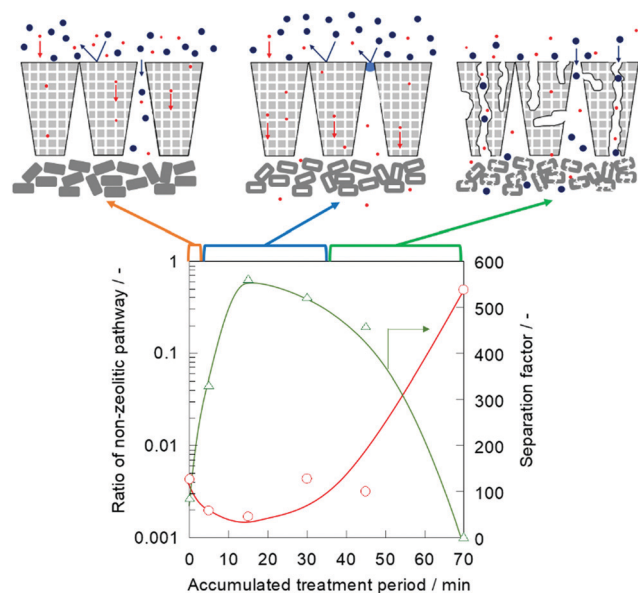 Ratio of non-zeolitic pathway / -
1
0.1
0.01
0.001
600
500
400
300
200
100
0
Separation factor / -
0 10 20 30 40 50 60 70
Accumulated treatment period / min